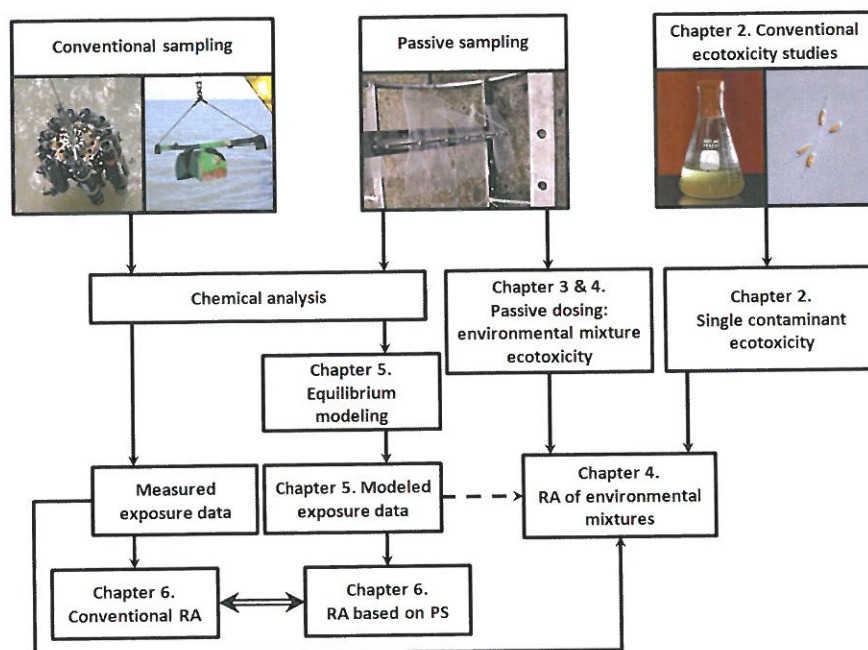 Conventional sampling
Passive sampling
Chapter 2. Conventional
ecotoxicity studies
Chemical analysis
Chapter 3 & 4.
Passive dosing:
environmental mixture
ecotoxicity
Chapter 2.
Single contaminant
ecotoxicity
Chapter 5.
Equilibrium
modeling
Measured
exposure data
Chapter 5. Modeled
exposure data
Chapter 4.
RA of environmental
mixtures
Chapter 6.
Conventional RA
Chapter 6.
RA based on PS